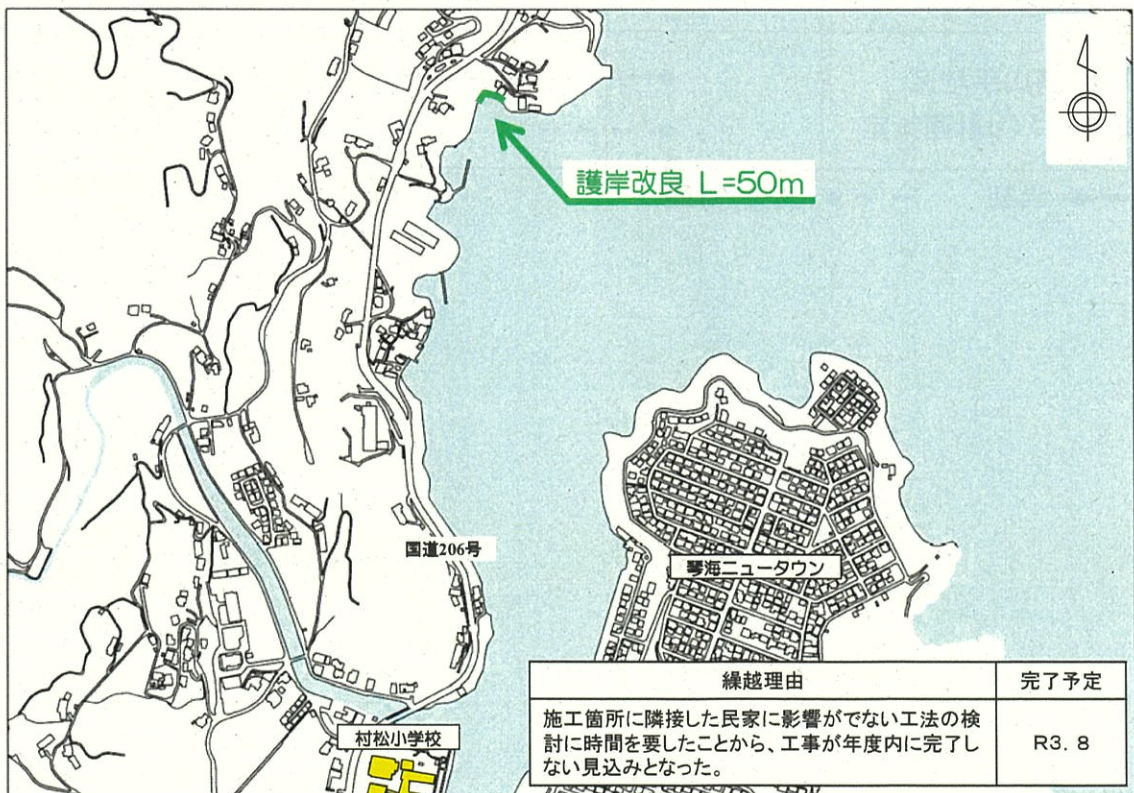 護岸改良 L=50m
国道206号
琴海ニュータウン
村松小学校
繰越理由
完了予定
施工箇所に隣接した民家に影響がでない工法の検
討に時間を要したことから、工事が年度内に完了し
ない見込みとなった。
R3. 8